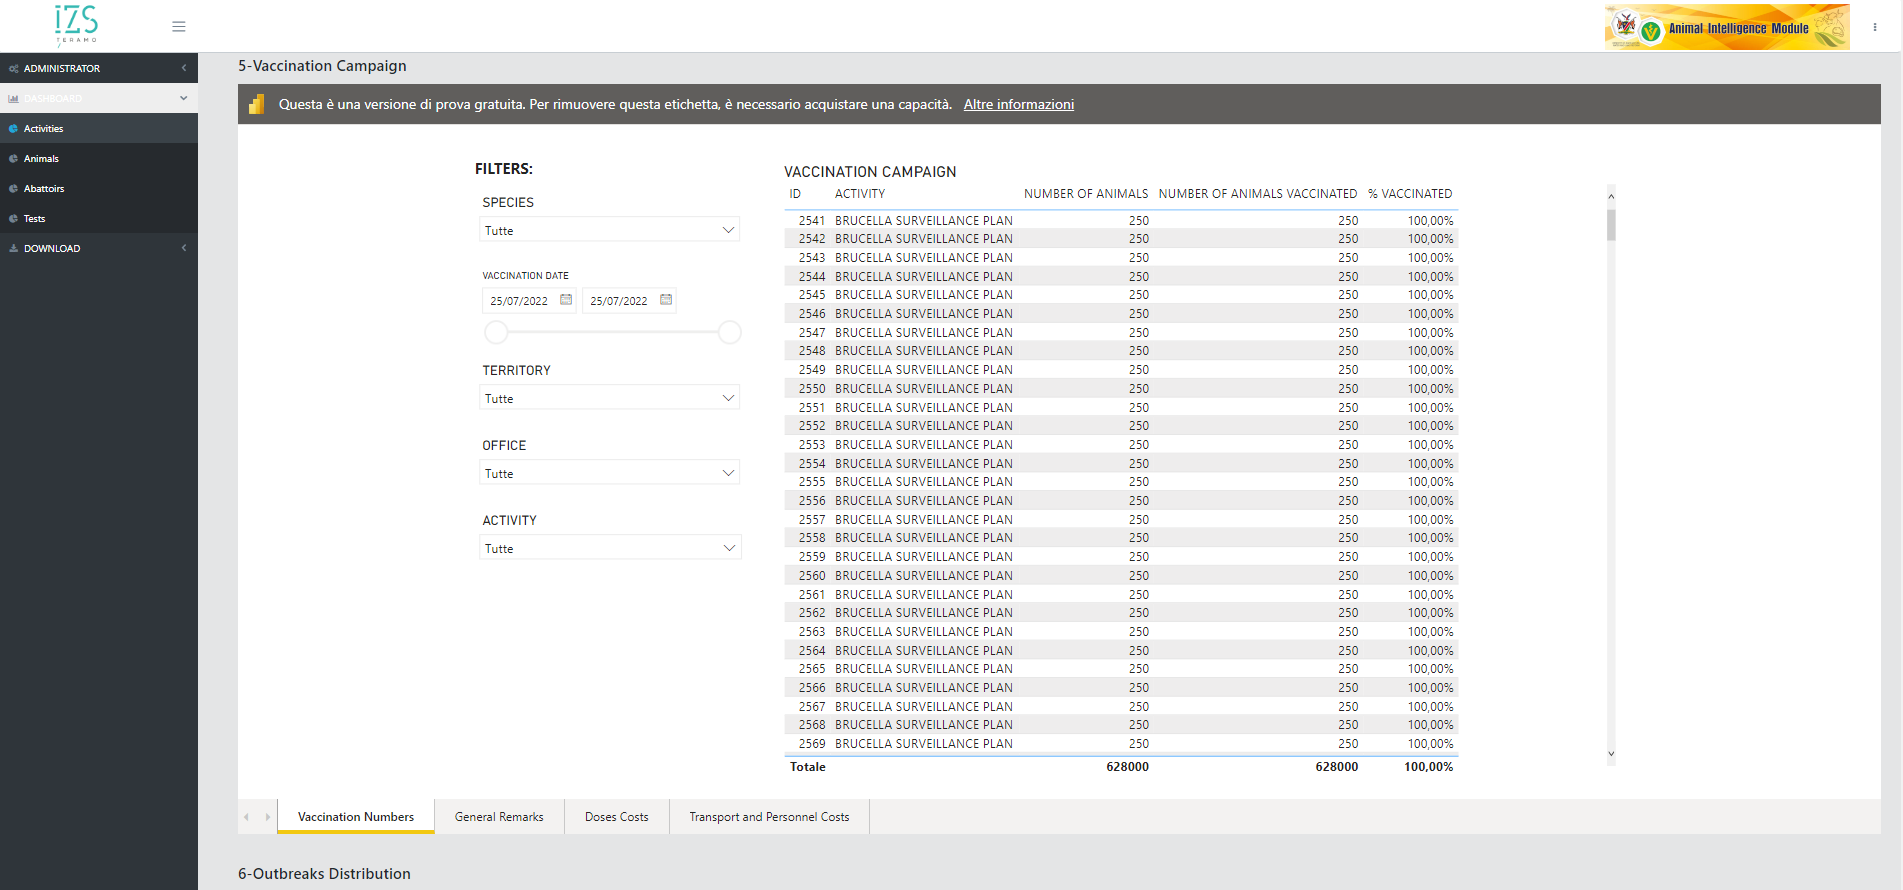 IZS
TERAMO
Animal Intelligence Module
ADMINISTRATOR
DASHBOARD
Activities
Animals
Abattoirs
Tests
DOWNLOAD
5-Vaccination Campaign
Questa è una versione di prova gratuita. Per rimuovere questa etichetta, è necessario acquistare una capacità. Altre informazioni
FILTERS:
SPECIES
Tutte
VACCINATION DATE
25/07/2022 25/07/2022
TERRITORY
Tutte
OFFICE
Tutte
ACTIVITY
Tutte
VACCINATION CAMPAIGN
ID ACTIVITY NUMBER OF ANIMALS NUMBER OF ANIMALS VACCINATED % VACCINATED
2541 BRUCELLA SURVEILLANCE PLAN 250 250 100,00%
2542 BRUCELLA SURVEILLANCE PLAN 250 250 100,00%
2543 BRUCELLA SURVEILLANCE PLAN 250 250 100,00%
2544 BRUCELLA SURVEILLANCE PLAN 250 250 100,00%
2545 BRUCELLA SURVEILLANCE PLAN 250 250 100,00%
2546 BRUCELLA SURVEILLANCE PLAN 250 250 100,00%
2547 BRUCELLA SURVEILLANCE PLAN 250 250 100,00%
2548 BRUCELLA SURVEILLANCE PLAN 250 250 100,00%
2549 BRUCELLA SURVEILLANCE PLAN 250 250 100,00%
2550 BRUCELLA SURVEILLANCE PLAN 250 250 100,00%
2551 BRUCELLA SURVEILLANCE PLAN 250 250 100,00%
2552 BRUCELLA SURVEILLANCE PLAN 250 250 100,00%
2553 BRUCELLA SURVEILLANCE PLAN 250 250 100,00%
2554 BRUCELLA SURVEILLANCE PLAN 250 250 100,00%
2555 BRUCELLA SURVEILLANCE PLAN 250 250 100,00%
2556 BRUCELLA SURVEILLANCE PLAN 250 250 100,00%
2557 BRUCELLA SURVEILLANCE PLAN 250 250 100,00%
2558 BRUCELLA SURVEILLANCE PLAN 250 250 100,00%
2559 BRUCELLA SURVEILLANCE PLAN 250 250 100,00%
2560 BRUCELLA SURVEILLANCE PLAN 250 250 100,00%
2561 BRUCELLA SURVEILLANCE PLAN 250 250 100,00%
2562 BRUCELLA SURVEILLANCE PLAN 250 250 100,00%
2563 BRUCELLA SURVEILLANCE PLAN 250 250 100,00%
2564 BRUCELLA SURVEILLANCE PLAN 250 250 100,00%
2565 BRUCELLA SURVEILLANCE PLAN 250 250 100,00%
2566 BRUCELLA SURVEILLANCE PLAN 250 250 100,00%
2567 BRUCELLA SURVEILLANCE PLAN 250 250 100,00%
2568 BRUCELLA SURVEILLANCE PLAN 250 250 100,00%
2569 BRUCELLA SURVEILLANCE PLAN 250 250 100,00%
Totale 628000 628000 100,00%
Vaccination Numbers General Remarks Doses Costs Transport and Personnel Costs
6-Outbreaks Distribution